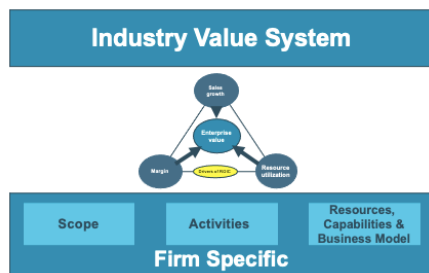 Industry Value System
Sales
growth
Enterprise
value
Margin
Drivers of ROIC
Resource
utilization
Scope
Activities
Resources,
Capabilities &
Business Model
Firm Specific